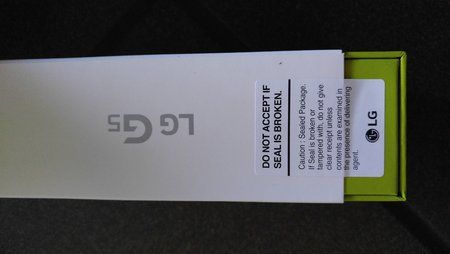 LG G5
DO NOT ACCEPT IF
SEAL IS BROKEN.
Caution : Sealed Package.
If Seal is broken or
tampered with, do not give
clear receipt unless
contents are examined in
the presence of delivering
agent.
LG